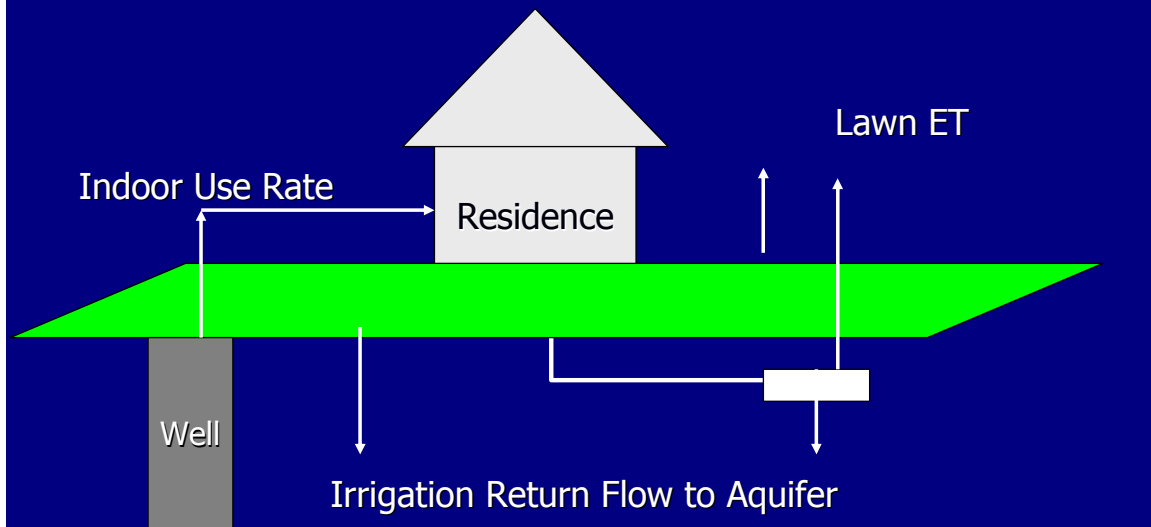 Lawn ET
Indoor Use Rate
Residence
Well
Irrigation Return Flow to Aquifer